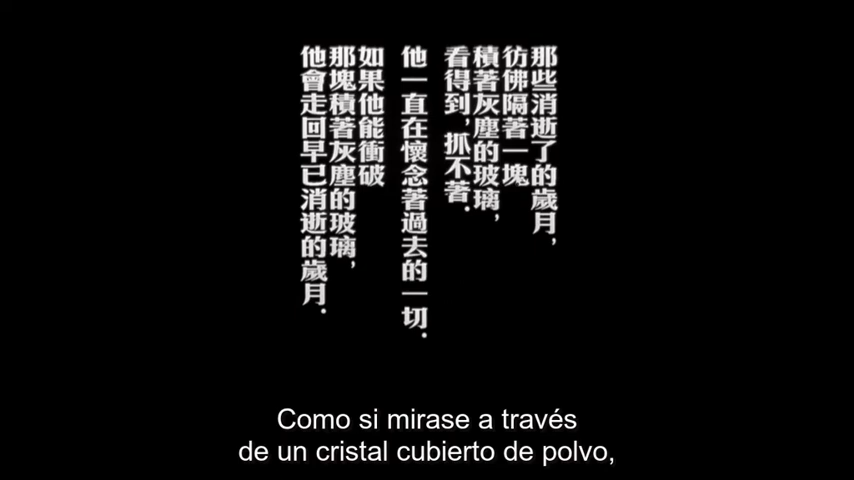 那些消逝了的歲月，
彷彿隔著一塊
積著灰塵的玻璃，
看得到，抓不著．
他一直在懷念著過去的一切．
如果他能衝破
那塊積著灰塵的玻璃，
他會走回早已消逝的歲月．
Como si mirase a través
de un cristal cubierto de polvo,